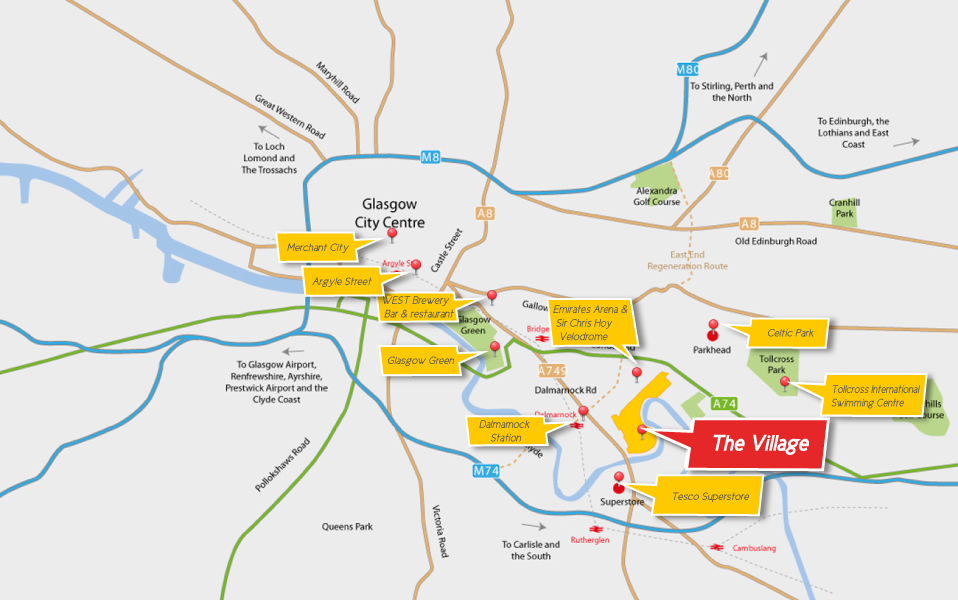 M80
To Stirling, Perth and
the North
Maryhill Road
Great Western Road
To Edinburgh, the
Lothians and East
Coast
To Loch
Lomond and
The Trossachs
M8
A80
Alexandra
Golf Course
Cranhill
Park
Glasgow
City Centre
A8
A8
Old Edinburgh Road
Merchant City
Castle Street
Argyle
East End
Regeneration Route
Argyle Street
WEST Brewery
Bar & restaurant
Emirates Arena &
Sir Chris Hoy
Velodrome
Glasgow
Green
Bridge
Celtic Park
Parkhead
Glasgow Green
Tollcross
Park
To Glasgow Airport,
Renfrewshire, Ayrshire,
Prestwick Airport and the
Clyde Coast
A749
Dalmarnock Rd
Tollcross International
Swimming Centre
Course
A74
Dalmarnock
Dalmarnock
Station
The Village
Pollokshaws Road
M74
Tesco Superstore
Superstore
Victoria Road
Queens Park
To Carlisle and
the South
Rutherglen
Cambuslang